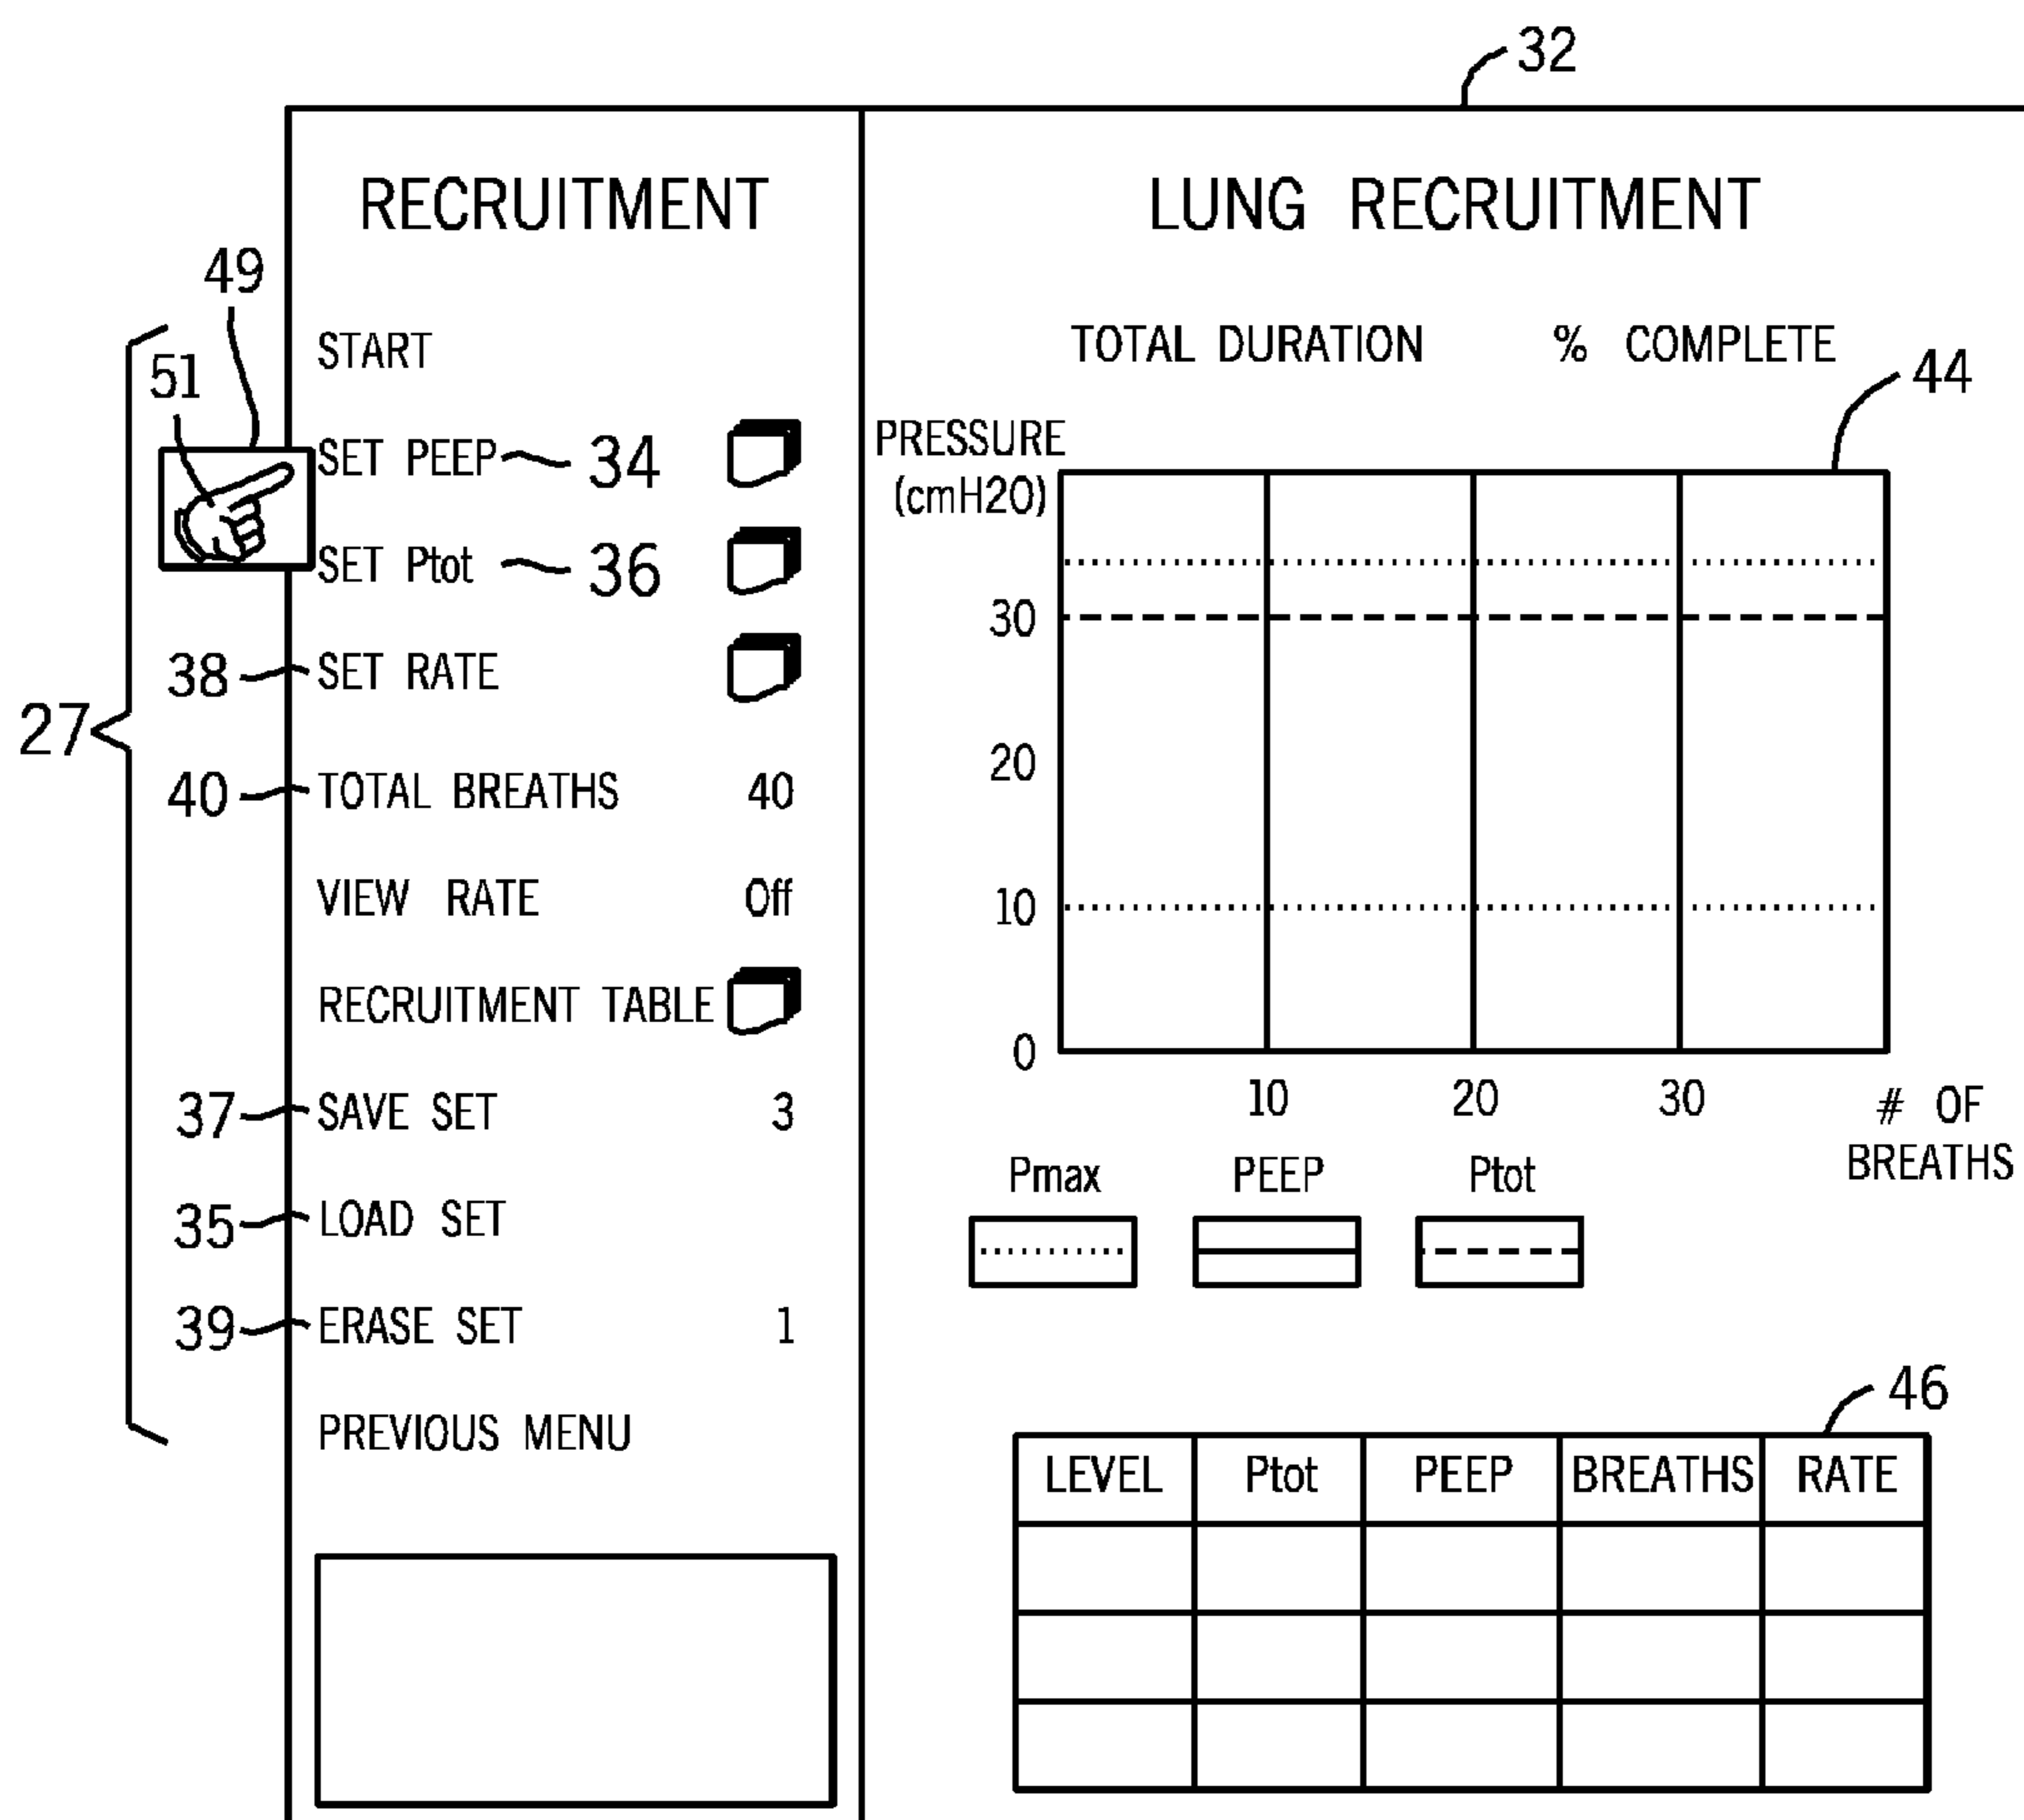 32
RECRUITMENT
LUNG RECRUITMENT
49
51
27
START
SET PEEP 34
SET Ptot 36
38 SET RATE
40 TOTAL BREATHS 40
VIEW RATE Off
RECRUITMENT TABLE
37 SAVE SET 3
35 LOAD SET
39 ERASE SET 1
PREVIOUS MENU
TOTAL DURATION % COMPLETE
44
PRESSURE
(cmH2O)
30
20
10
0
10 20 30 # OF
BREATHS
Pmax PEEP Ptot
46
LEVEL Ptot PEEP BREATHS RATE